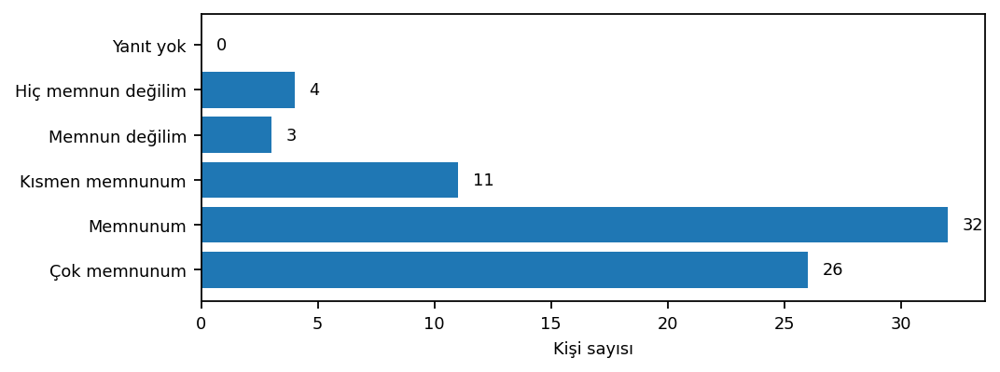 Yanıt yok 0
Hiç memnun değilim 4
Memnun değilim 3
Kısmen memnunum 11
Memnunum 32
Çok memnunum 26
0 5 10 15 20 25 30
Kişi sayısı